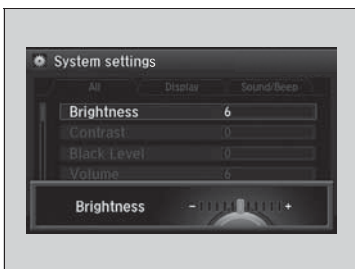 System settings
All Display Sound/Beep
Brightness 6
Contrast 0
Black Level 0
Volume 6
Brightness - +